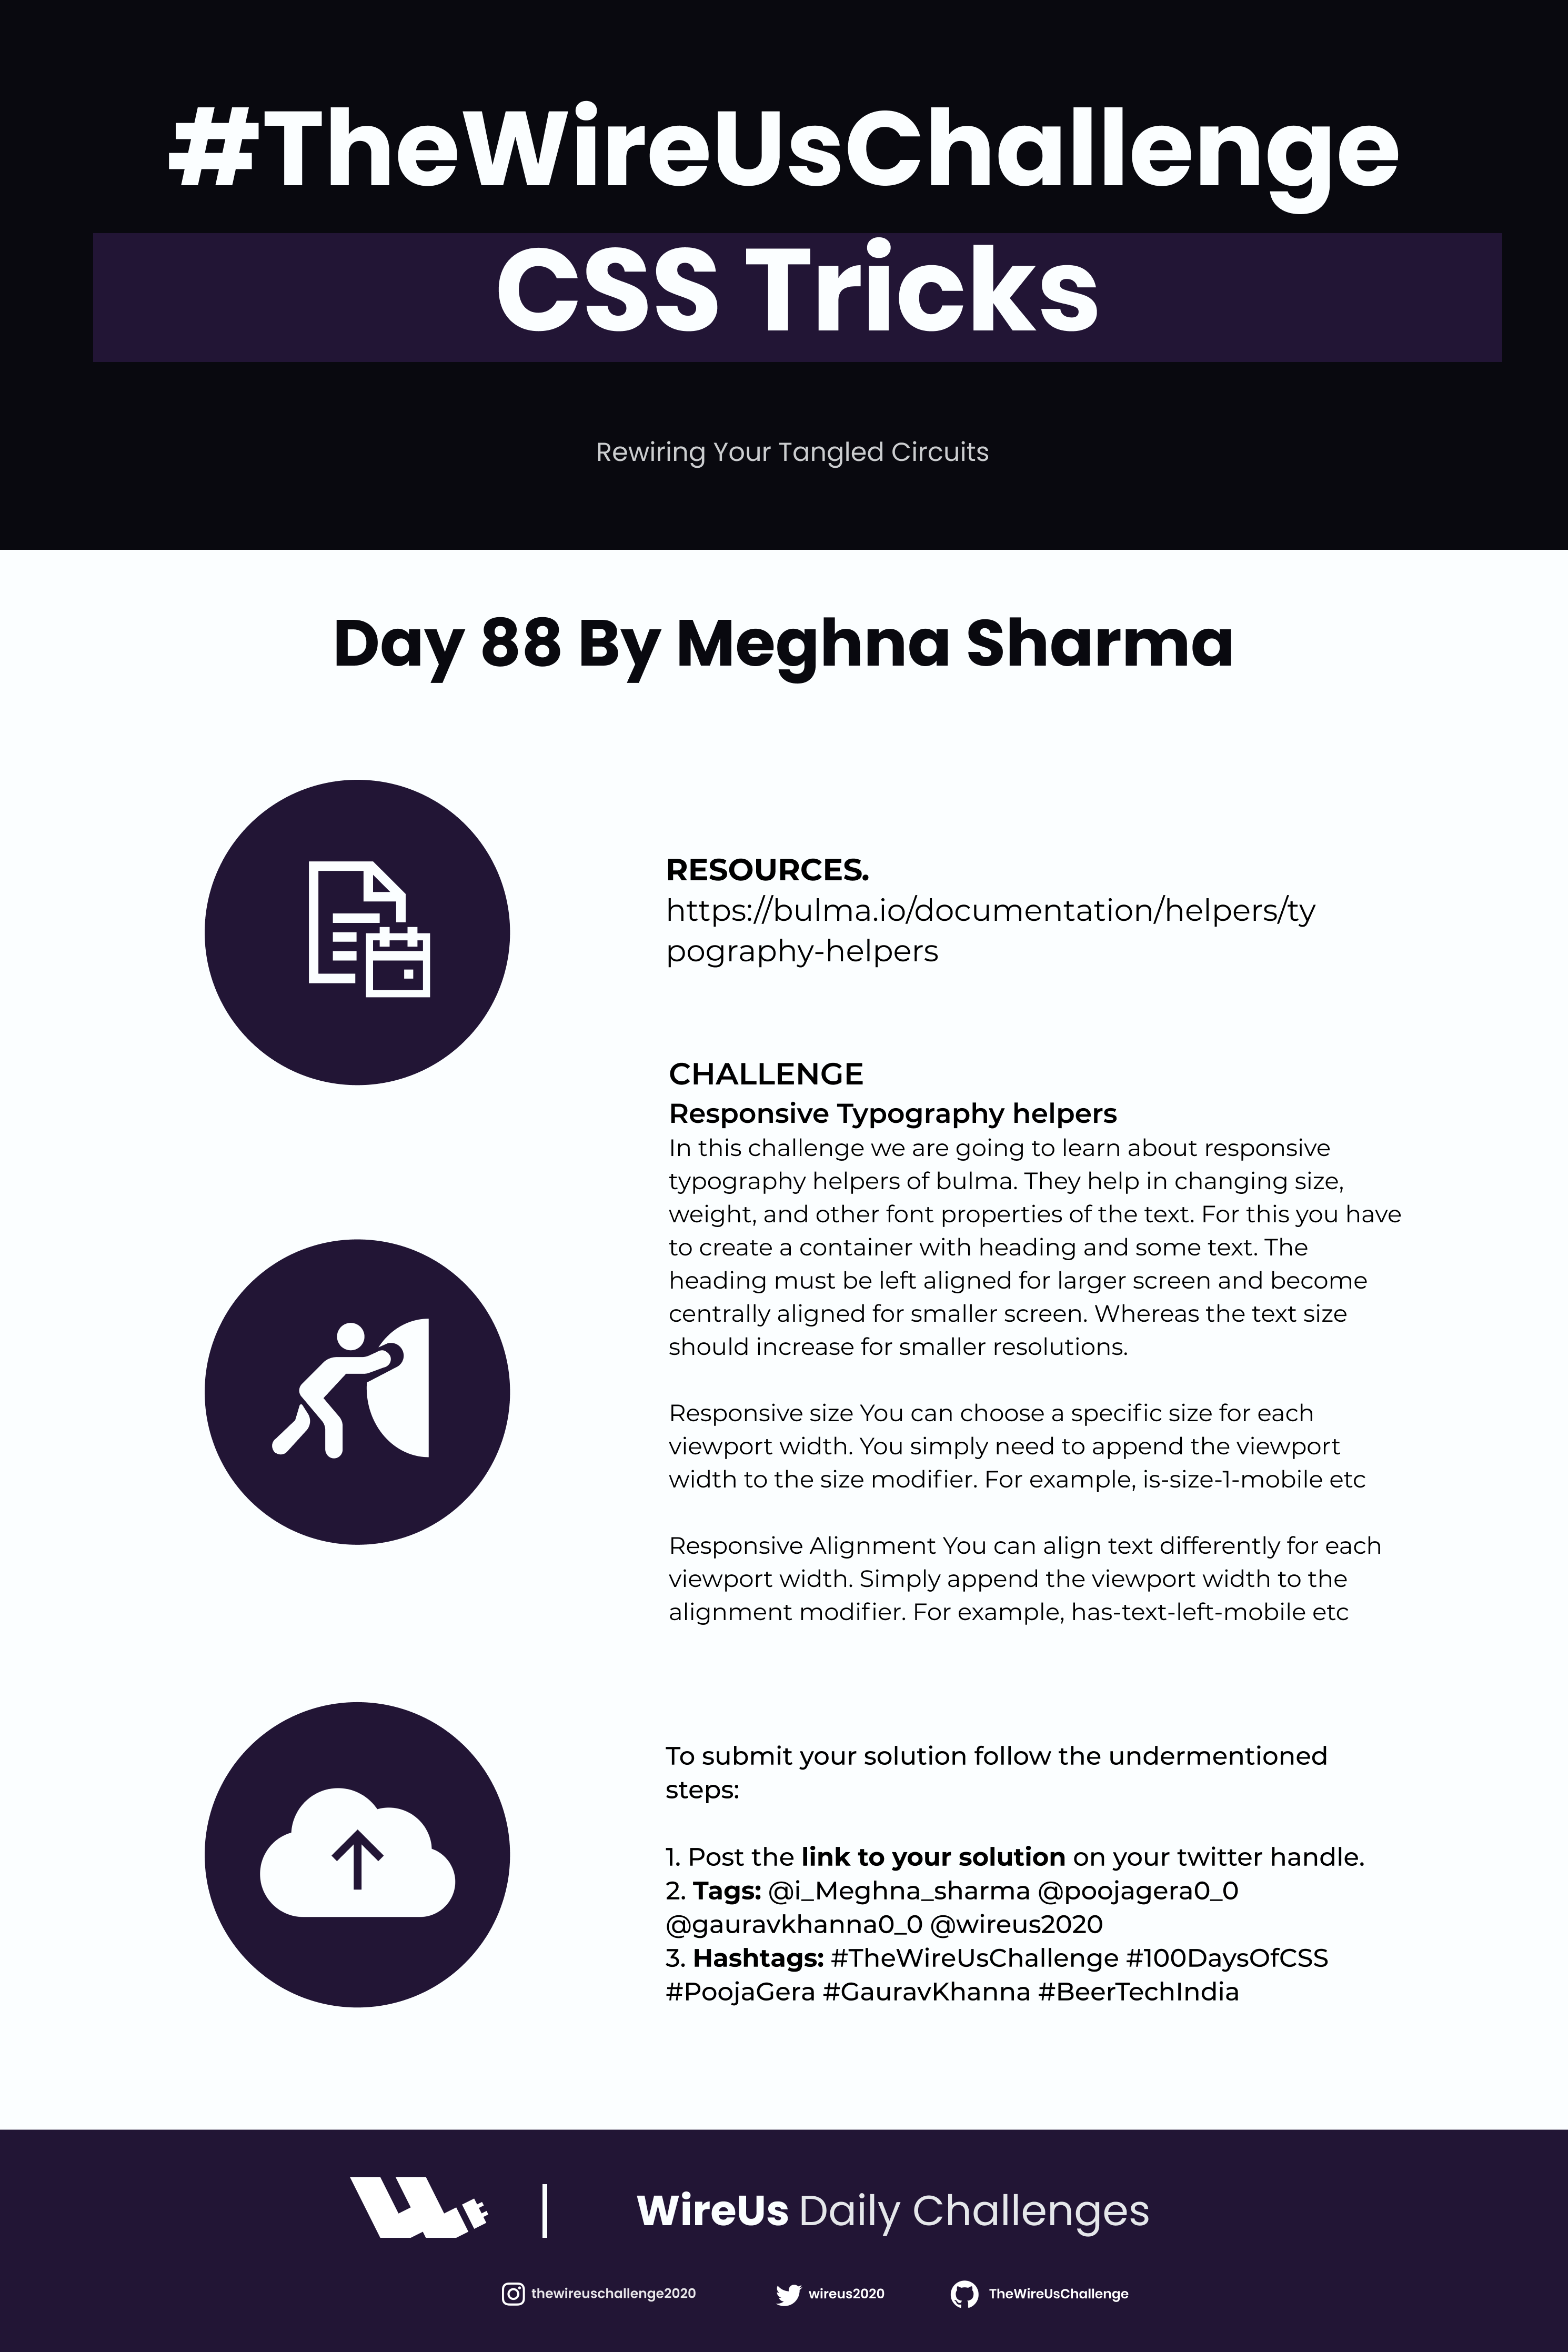 #TheWireUsChallenge
CSS Tricks
Rewiring Your Tangled Circuits
Day 88 By Meghna Sharma
RESOURCES.
https://bulma.io/documentation/helpers/ty
pography-helpers
CHALLENGE
Responsive Typography helpers
In this challenge we are going to learn about responsive
typography helpers of bulma. They help in changing size,
weight, and other font properties of the text. For this you have
to create a container with heading and some text. The
heading must be left aligned for larger screen and become
centrally aligned for smaller screen. Whereas the text size
should increase for smaller resolutions.
Responsive size You can choose a specific size for each
viewport width. You simply need to append the viewport
width to the size modifier. For example, is-size-1-mobile etc
Responsive Alignment You can align text differently for each
viewport width. Simply append the viewport width to the
alignment modifier. For example, has-text-left-mobile etc
To submit your solution follow the undermentioned
steps:
1. Post the link to your solution on your twitter handle.
2. Tags: @i_Meghna_sharma @poojagera0_0
@gauravkhanna0_0 @wireus2020
3. Hashtags: #TheWireUsChallenge #100DaysOfCSS
#PoojaGera #GauravKhanna #BeerTechIndia
WireUs Daily Challenges
thewireuschallenge2020 wireus2020 TheWireUsChallenge